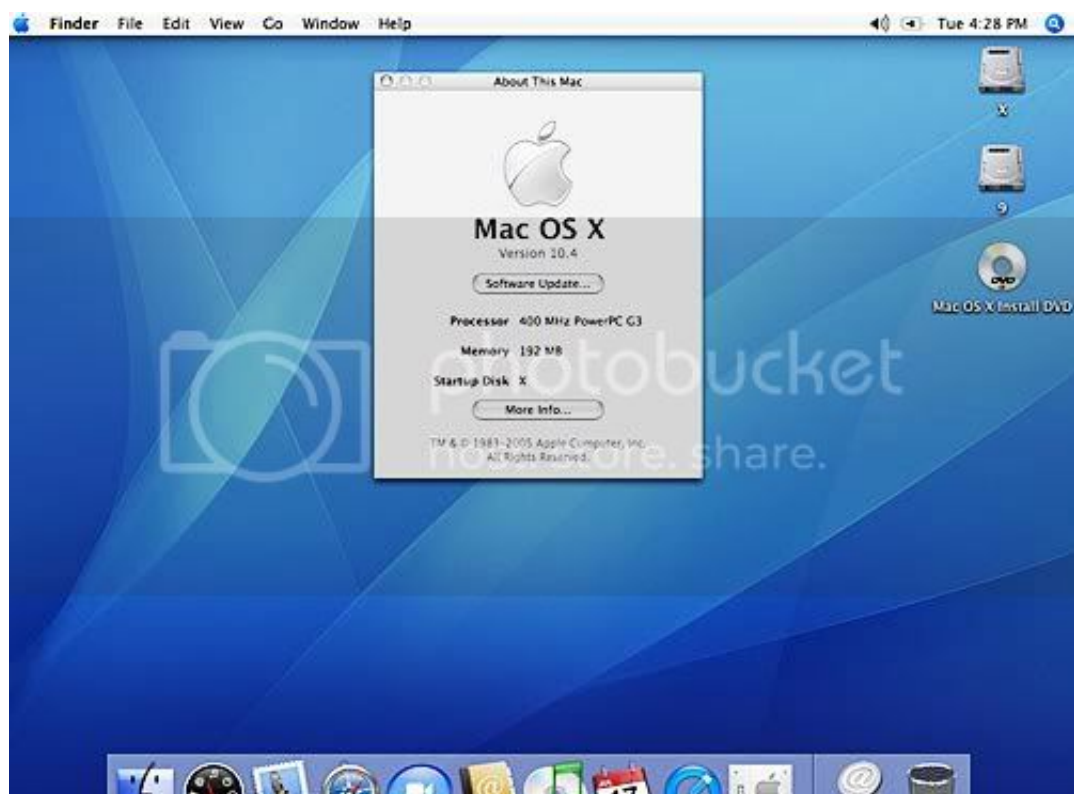 Finder File Edit View Go Window Help
Tue 4:28 PM
About This Mac
X
9
DVD
Mac OS X Install DVD
Mac OS X
Version 10.4
Software Update...
Processor 400 MHz PowerPC G3
Memory 192 MB
Startup Disk X
More Info...
TM & © 1983-2005 Apple Computer, Inc.
All Rights Reserved.
photobucket
share.
17